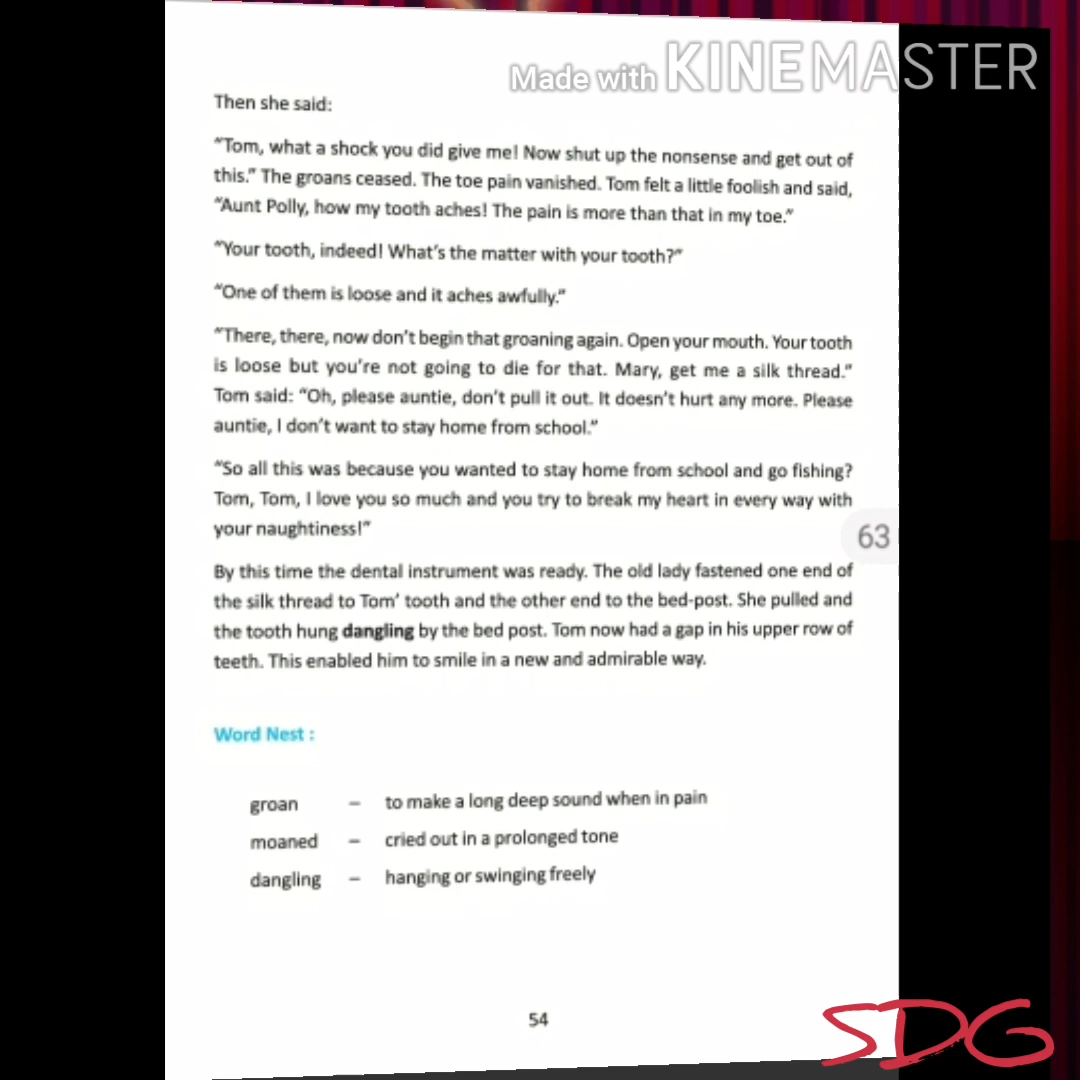 Made with KINEMASTER
Then she said:
“Tom, what a shock you did give me! Now shut up the nonsense and get out of
this.” The groans ceased. The toe pain vanished. Tom felt a little foolish and said,
“Aunt Polly, how my tooth aches! The pain is more than that in my toe.”
“Your tooth, indeed! What’s the matter with your tooth?”
“One of them is loose and it aches awfully.”
“There, there, now don’t begin that groaning again. Open your mouth. Your tooth
is loose but you’re not going to die for that. Mary, get me a silk thread.”
Tom said: “Oh, please auntie, don’t pull it out. It doesn’t hurt any more. Please
auntie, I don’t want to stay home from school.”
“So all this was because you wanted to stay home from school and go fishing?
Tom, Tom, I love you so much and you try to break my heart in every way with
your naughtiness!”
63
By this time the dental instrument was ready. The old lady fastened one end of
the silk thread to Tom’ tooth and the other end to the bed-post. She pulled and
the tooth hung dangling by the bed post. Tom now had a gap in his upper row of
teeth. This enabled him to smile in a new and admirable way.
Word Nest :
groan – to make a long deep sound when in pain
moaned – cried out in a prolonged tone
dangling – hanging or swinging freely
54
SDG